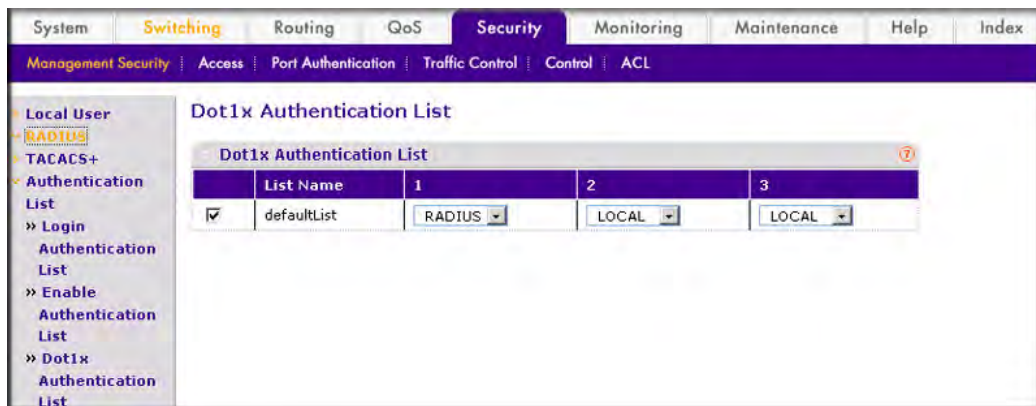 System Switching Routing QoS Security Monitoring Maintenance Help Index
Management Security Access Port Authentication Traffic Control Control ACL
Local User
RADIUS
TACACS+
Authentication
List
» Login
Authentication
List
» Enable
Authentication
List
» Dot1x
Authentication
List
Dot1x Authentication List
Dot1x Authentication List ?
List Name 1 2 3
defaultList RADIUS LOCAL LOCAL